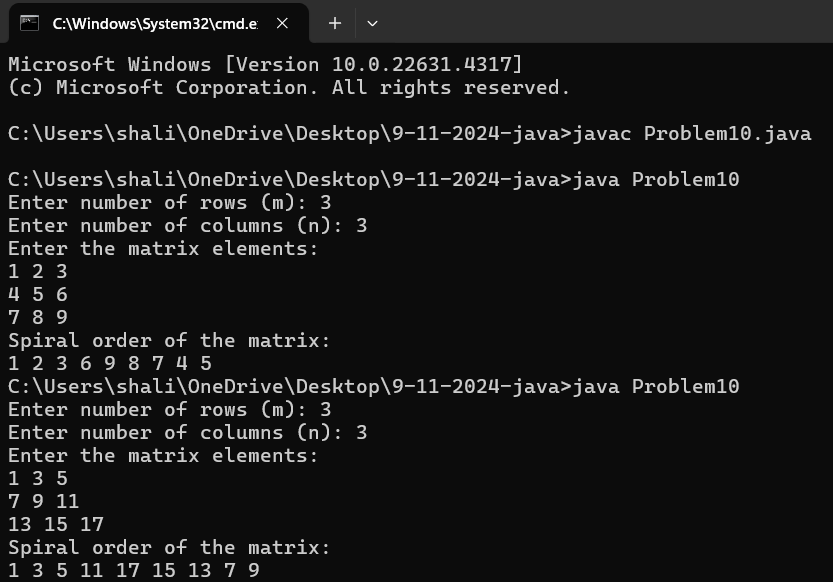 C:\Windows\System32\cmd.e
Microsoft Windows [Version 10.0.22631.4317]
(c) Microsoft Corporation. All rights reserved.
C:\Users\shali\OneDrive\Desktop\9-11-2024-java>javac Problem10.java
C:\Users\shali\OneDrive\Desktop\9-11-2024-java>java Problem10
Enter number of rows (m): 3
Enter number of columns (n): 3
Enter the matrix elements:
1 2 3
4 5 6
7 8 9
Spiral order of the matrix:
1 2 3 6 9 8 7 4 5
C:\Users\shali\OneDrive\Desktop\9-11-2024-java>java Problem10
Enter number of rows (m): 3
Enter number of columns (n): 3
Enter the matrix elements:
1 3 5
7 9 11
13 15 17
Spiral order of the matrix:
1 3 5 11 17 15 13 7 9